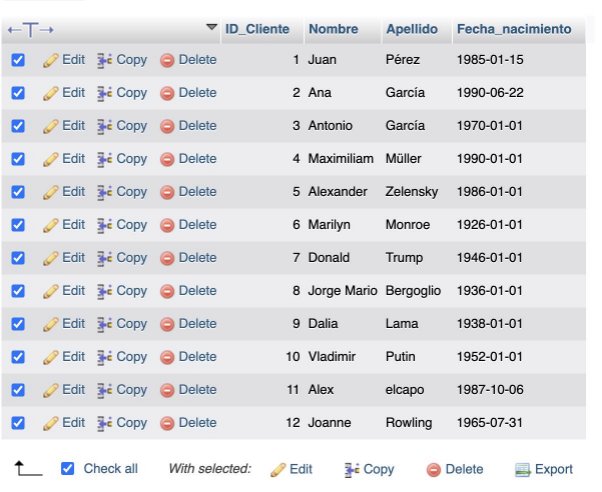 ID_Cliente Nombre Apellido Fecha_nacimiento
Edit Copy Delete 1 Juan Pérez 1985-01-15
Edit Copy Delete 2 Ana García 1990-06-22
Edit Copy Delete 3 Antonio García 1970-01-01
Edit Copy Delete 4 Maximiliam Müller 1990-01-01
Edit Copy Delete 5 Alexander Zelensky 1986-01-01
Edit Copy Delete 6 Marilyn Monroe 1926-01-01
Edit Copy Delete 7 Donald Trump 1946-01-01
Edit Copy Delete 8 Jorge Mario Bergoglio 1936-01-01
Edit Copy Delete 9 Dalia Lama 1938-01-01
Edit Copy Delete 10 Vladimir Putin 1952-01-01
Edit Copy Delete 11 Alex elcapo 1987-10-06
Edit Copy Delete 12 Joanne Rowling 1965-07-31
Check all With selected: Edit Copy Delete Export